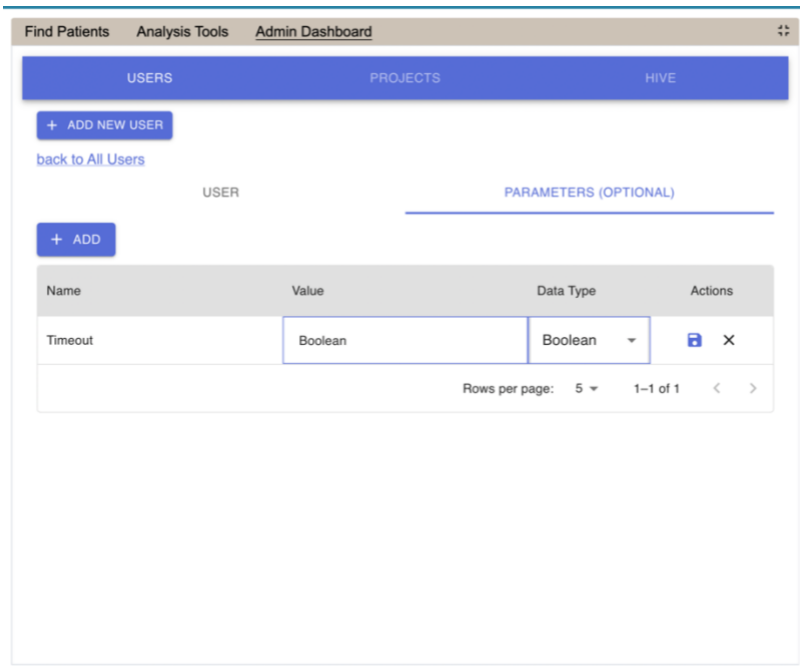 Find Patients Analysis Tools Admin Dashboard
USERS PROJECTS HIVE
+ ADD NEW USER
back to All Users
USER PARAMETERS (OPTIONAL)
+ ADD
Name Value Data Type Actions
Timeout Boolean Boolean
Rows per page: 5 1–1 of 1